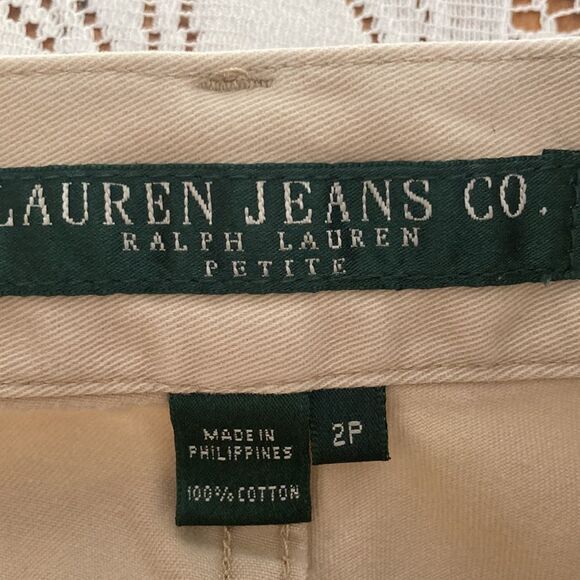 LAUREN JEANS CO.
RALPH LAUREN
PETITE
MADE IN
PHILIPPINES
100% COTTON
2P